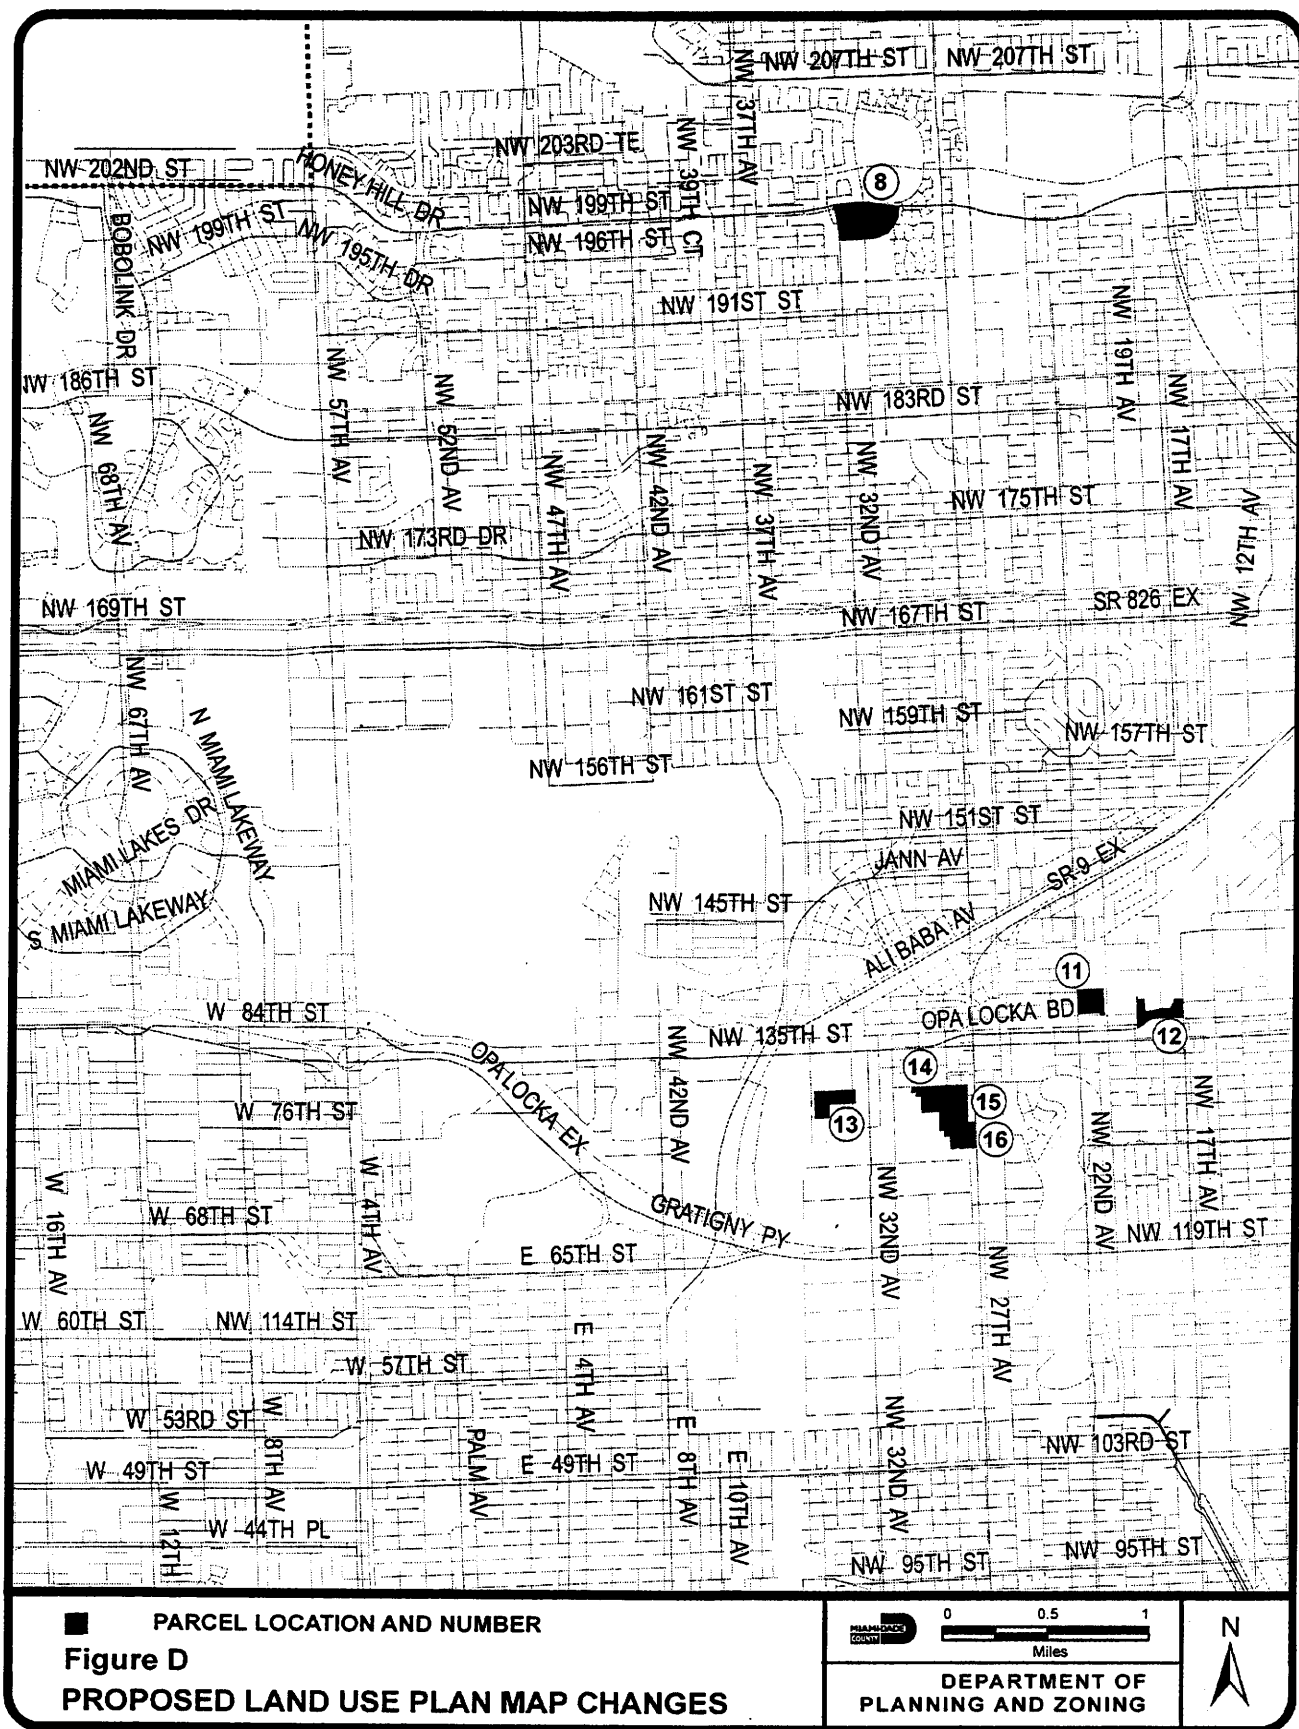 NW 207TH ST
NW 207TH ST
NW 37TH AV
NW 203RD TE
NW 39TH CT
NW 202ND ST
HONEY HILL DR
8
NW 199TH ST
NW 199TH ST
BOBOLINK DR
NW 195TH DR
NW 196TH ST
NW 191ST ST
NW 19TH AV
NW 186TH ST
NW 57TH AV
NW 52ND AV
NW 183RD ST
NW 17TH AV
NW 68TH AV
NW 47TH AV
NW 42ND AV
NW 37TH AV
NW 32ND AV
NW 175TH ST
NW 12TH AV
NW 173RD DR
NW 169TH ST
NW 167TH ST
SR 826 EX
NW 67TH AV
N MIAMI LAKEWAY
NW 161ST ST
NW 159TH ST
NW 157TH ST
NW 156TH ST
MIAMI LAKES DR
NW 151ST ST
JANN AV
SR 9 EX
S MIAMI LAKEWAY
NW 145TH ST
ALI BABA AV
11
W 84TH ST
OPA LOCKA BD
NW 135TH ST
12
OPA LOCKA EX
NW 42ND AV
14
W 76TH ST
13
15
16
NW 22ND AV
NW 17TH AV
W 16TH AV
W 4TH AV
W 68TH ST
GRATIGNY PY
NW 32ND AV
NW 119TH ST
E 65TH ST
NW 27TH AV
W 60TH ST
NW 114TH ST
E 4TH AV
W 57TH ST
W 53RD ST
W 8TH AV
PALM AV
E 8TH AV
E 10TH AV
NW 32ND AV
NW 103RD ST
W 49TH ST
E 49TH ST
W 12TH
W 44TH PL
NW 95TH ST
NW 95TH ST
PARCEL LOCATION AND NUMBER
Figure D
PROPOSED LAND USE PLAN MAP CHANGES
MIAMI-DADE
COUNTY
0 0.5 1
Miles
DEPARTMENT OF
PLANNING AND ZONING
N